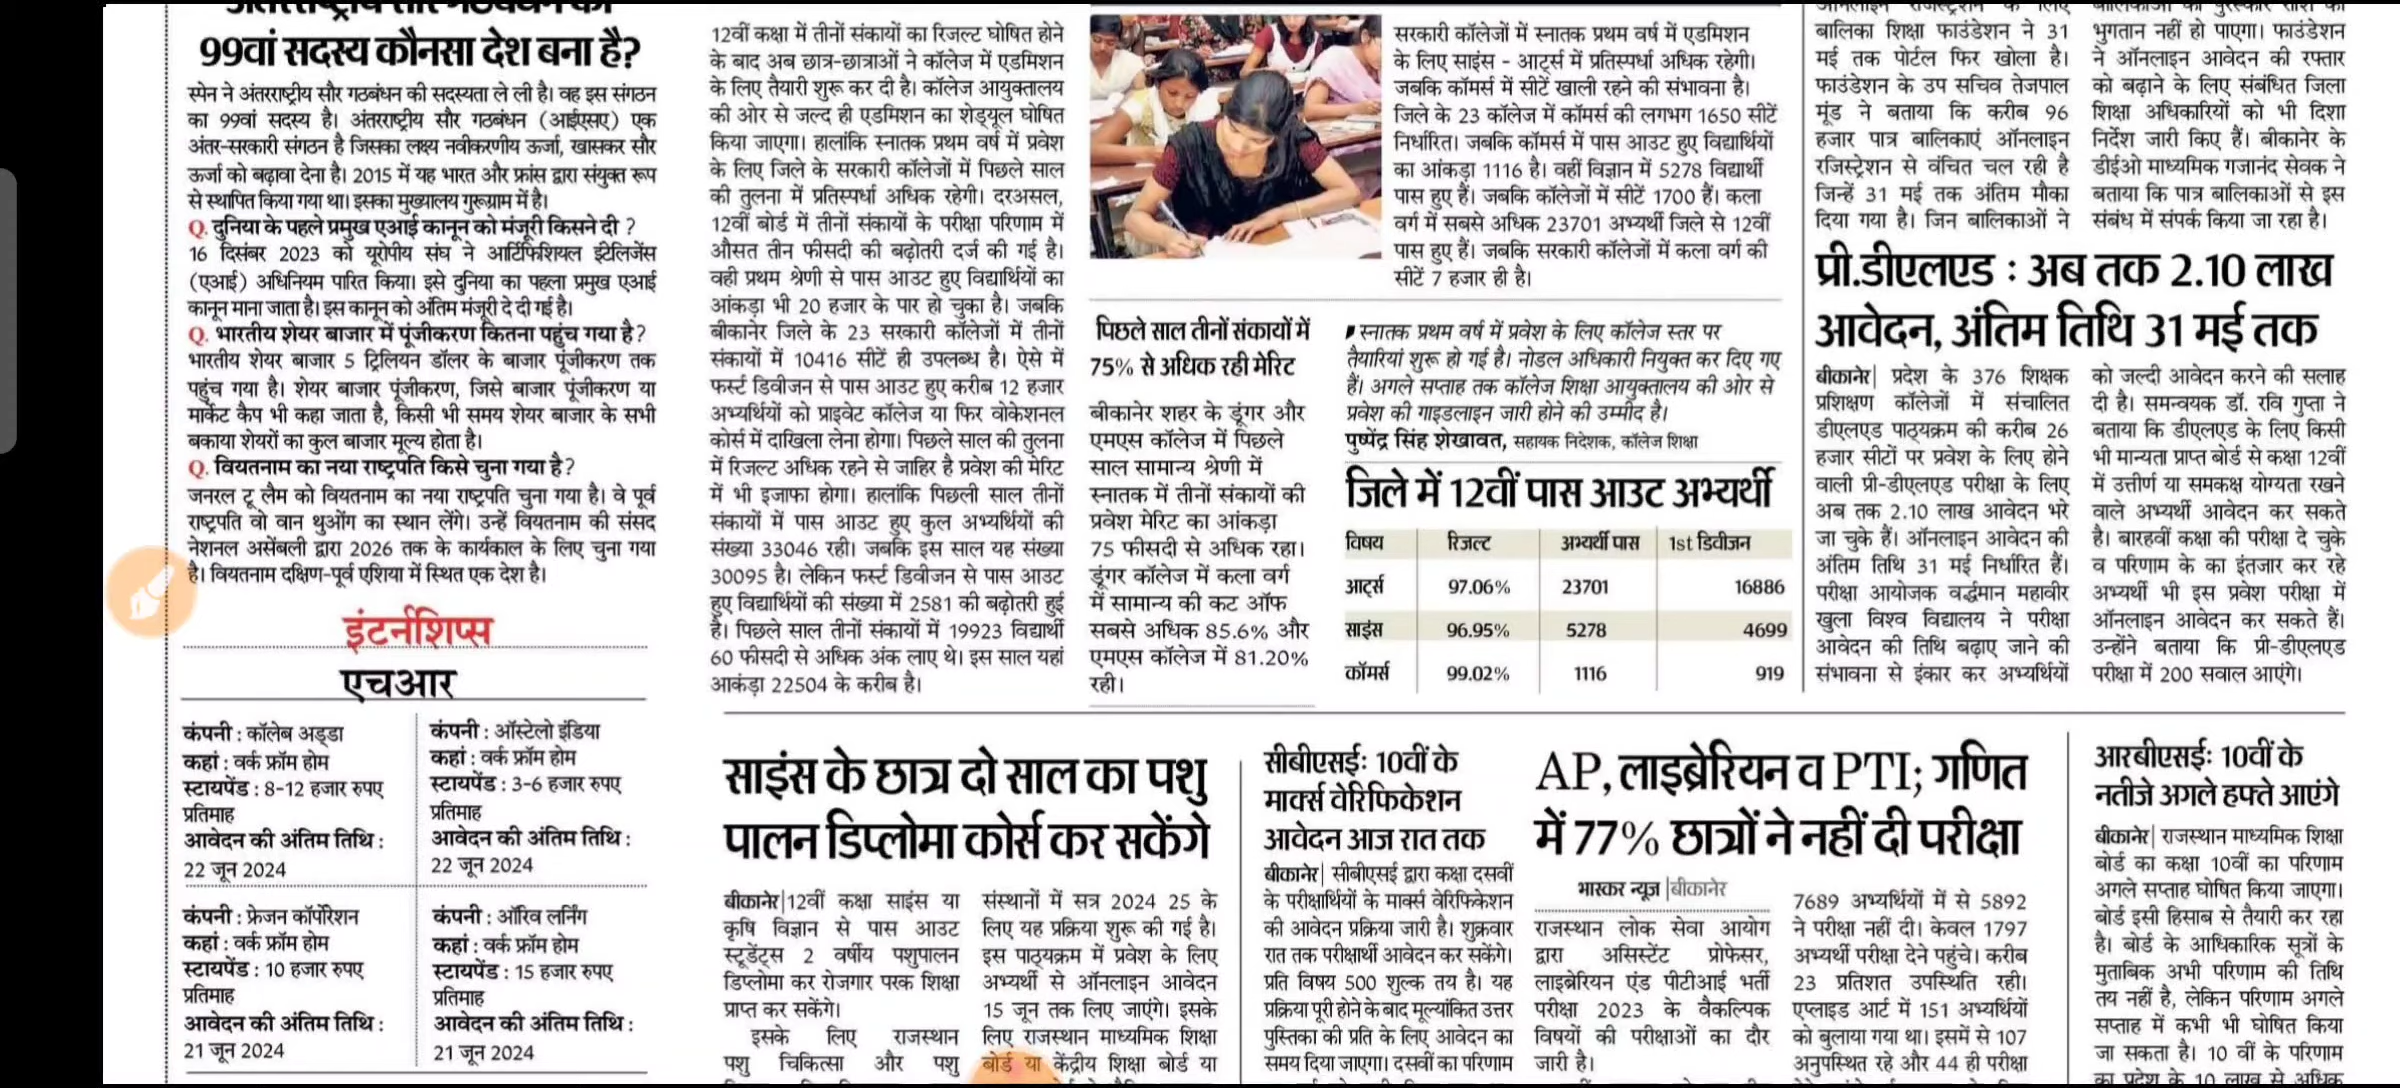 99वां सदस्य कौनसा देश बना है?
स्पेन ने अंतरराष्ट्रीय सौर गठबंधन की सदस्यता ले ली है। वह इस संगठन
का 99वां सदस्य है। अंतरराष्ट्रीय सौर गठबंधन (आईएसए) एक
अंतर-सरकारी संगठन है जिसका लक्ष्य नवीकरणीय ऊर्जा, खासकर सौर
ऊर्जा को बढ़ावा देना है। 2015 में यह भारत और फ्रांस द्वारा संयुक्त रूप
से स्थापित किया गया था। इसका मुख्यालय गुरूग्राम में है।
Q. दुनिया के पहले प्रमुख एआई कानून को मंजूरी किसने दी ?
16 दिसंबर 2023 को यूरोपीय संघ ने आर्टिफिशियल इंटेलिजेंस
(एआई) अधिनियम पारित किया। इसे दुनिया का पहला प्रमुख एआई
कानून माना जाता है। इस कानून को अंतिम मंजूरी दे दी गई है।
Q. भारतीय शेयर बाजार में पूंजीकरण कितना पहुंच गया है?
भारतीय शेयर बाजार 5 ट्रिलियन डॉलर के बाजार पूंजीकरण तक
पहुंच गया है। शेयर बाजार पूंजीकरण, जिसे बाजार पूंजीकरण या
मार्केट कैप भी कहा जाता है, किसी भी समय शेयर बाजार के सभी
बकाया शेयरों का कुल बाजार मूल्य होता है।
Q. वियतनाम का नया राष्ट्रपति किसे चुना गया है?
जनरल टू लैम को वियतनाम का नया राष्ट्रपति चुना गया है। वे पूर्व
राष्ट्रपति वो वान थुओंग का स्थान लेंगे। उन्हें वियतनाम की संसद
नेशनल असेंबली द्वारा 2026 तक के कार्यकाल के लिए चुना गया
है। वियतनाम दक्षिण-पूर्व एशिया में स्थित एक देश है।
इंटर्नशिप्स
एचआर
कंपनी : कॉलेब अड्डा
कहां : वर्क फ्रॉम होम
स्टायपेंड : 8-12 हजार रुपए
प्रतिमाह
आवेदन की अंतिम तिथि :
22 जून 2024
कंपनी : ऑस्टेलो इंडिया
कहां : वर्क फ्रॉम होम
स्टायपेंड : 3-6 हजार रुपए
प्रतिमाह
आवेदन की अंतिम तिथि :
22 जून 2024
कंपनी : फ्रेजन कॉर्पोरेशन
कहां : वर्क फ्रॉम होम
स्टायपेंड : 10 हजार रुपए
प्रतिमाह
आवेदन की अंतिम तिथि :
21 जून 2024
कंपनी : ऑरिव लर्निंग
कहां : वर्क फ्रॉम होम
स्टायपेंड : 15 हजार रुपए
प्रतिमाह
आवेदन की अंतिम तिथि :
21 जून 2024
12वीं कक्षा में तीनों संकायों का रिजल्ट घोषित होने
के बाद अब छात्र-छात्राओं ने कॉलेज में एडमिशन
के लिए तैयारी शुरू कर दी है। कॉलेज आयुक्तालय
की ओर से जल्द ही एडमिशन का शेड्यूल घोषित
किया जाएगा। हालांकि स्नातक प्रथम वर्ष में प्रवेश
के लिए जिले के सरकारी कॉलेजों में पिछले साल
की तुलना में प्रतिस्पर्धा अधिक रहेगी। दरअसल,
12वीं बोर्ड में तीनों संकायों के परीक्षा परिणाम में
औसत तीन फीसदी की बढ़ोतरी दर्ज की गई है।
वही प्रथम श्रेणी से पास आउट हुए विद्यार्थियों का
आंकड़ा भी 20 हजार के पार हो चुका है। जबकि
बीकानेर जिले के 23 सरकारी कॉलेजों में तीनों
संकायों में 10416 सीटें ही उपलब्ध है। ऐसे में
फर्स्ट डिवीजन से पास आउट हुए करीब 12 हजार
अभ्यर्थियों को प्राइवेट कॉलेज या फिर वोकेशनल
कोर्स में दाखिला लेना होगा। पिछले साल की तुलना
में रिजल्ट अधिक रहने से जाहिर है प्रवेश की मेरिट
में भी इजाफा होगा। हालांकि पिछली साल तीनों
संकायों में पास आउट हुए कुल अभ्यर्थियों की
संख्या 33046 रही। जबकि इस साल यह संख्या
30095 है। लेकिन फर्स्ट डिवीजन से पास आउट
हुए विद्यार्थियों की संख्या में 2581 की बढ़ोतरी हुई
है। पिछले साल तीनों संकायों में 19923 विद्यार्थी
60 फीसदी से अधिक अंक लाए थे। इस साल यहां
आकंड़ा 22504 के करीब है।
सरकारी कॉलेजों में स्नातक प्रथम वर्ष में एडमिशन
के लिए साइंस - आर्ट्स में प्रतिस्पर्धा अधिक रहेगी।
जबकि कॉमर्स में सीटें खाली रहने की संभावना है।
जिले के 23 कॉलेज में कॉमर्स की लगभग 1650 सीटें
निर्धारित। जबकि कॉमर्स में पास आउट हुए विद्यार्थियों
का आंकड़ा 1116 है। वहीं विज्ञान में 5278 विद्यार्थी
पास हुए हैं। जबकि कॉलेजों में सीटें 1700 हैं। कला
वर्ग में सबसे अधिक 23701 अभ्यर्थी जिले से 12वीं
पास हुए हैं। जबकि सरकारी कॉलेजों में कला वर्ग की
सीटें 7 हजार ही है।
पिछले साल तीनों संकायों में
75% से अधिक रही मेरिट
बीकानेर शहर के डूंगर और
एमएस कॉलेज में पिछले
साल सामान्य श्रेणी में
स्नातक में तीनों संकायों की
प्रवेश मेरिट का आंकड़ा
75 फीसदी से अधिक रहा।
डूंगर कॉलेज में कला वर्ग
में सामान्य की कट ऑफ
सबसे अधिक 85.6% और
एमएस कॉलेज में 81.20%
रही।
स्नातक प्रथम वर्ष में प्रवेश के लिए कॉलेज स्तर पर
तैयारियां शुरू हो गई है। नोडल अधिकारी नियुक्त कर दिए गए
हैं। अगले सप्ताह तक कॉलेज शिक्षा आयुक्तालय की ओर से
प्रवेश की गाइडलाइन जारी होने की उम्मीद है।
पुष्पेंद्र सिंह शेखावत, सहायक निदेशक, कॉलेज शिक्षा
जिले में 12वीं पास आउट अभ्यर्थी
विषय रिजल्ट अभ्यर्थी पास 1st डिवीजन
आर्ट्स 97.06% 23701 16886
साइंस 96.95% 5278 4699
कॉमर्स 99.02% 1116 919
बालिका शिक्षा फाउंडेशन ने 31
मई तक पोर्टल फिर खोला है।
फाउंडेशन के उप सचिव तेजपाल
मूंड ने बताया कि करीब 96
हजार पात्र बालिकाएं ऑनलाइन
रजिस्ट्रेशन से वंचित चल रही है
जिन्हें 31 मई तक अंतिम मौका
दिया गया है। जिन बालिकाओं ने
भुगतान नहीं हो पाएगा। फाउंडेशन
ने ऑनलाइन आवेदन की रफ्तार
को बढ़ाने के लिए संबंधित जिला
शिक्षा अधिकारियों को भी दिशा
निर्देश जारी किए हैं। बीकानेर के
डीईओ माध्यमिक गजानंद सेवक ने
बताया कि पात्र बालिकाओं से इस
संबंध में संपर्क किया जा रहा है।
प्री.डीएलएड : अब तक 2.10 लाख
आवेदन, अंतिम तिथि 31 मई तक
बीकानेर| प्रदेश के 376 शिक्षक
प्रशिक्षण कॉलेजों में संचालित
डीएलएड पाठ्यक्रम की करीब 26
हजार सीटों पर प्रवेश के लिए होने
वाली प्री-डीएलएड परीक्षा के लिए
अब तक 2.10 लाख आवेदन भरे
जा चुके हैं। ऑनलाइन आवेदन की
अंतिम तिथि 31 मई निर्धारित हैं।
परीक्षा आयोजक वर्द्धमान महावीर
खुला विश्व विद्यालय ने परीक्षा
आवेदन की तिथि बढ़ाए जाने की
संभावना से इंकार कर अभ्यर्थियों
को जल्दी आवेदन करने की सलाह
दी है। समन्वयक डॉ. रवि गुप्ता ने
बताया कि डीएलएड के लिए किसी
भी मान्यता प्राप्त बोर्ड से कक्षा 12वीं
में उत्तीर्ण या समकक्ष योग्यता रखने
वाले अभ्यर्थी आवेदन कर सकते
है। बारहवीं कक्षा की परीक्षा दे चुके
व परिणाम के का इंतजार कर रहे
अभ्यर्थी भी इस प्रवेश परीक्षा में
ऑनलाइन आवेदन कर सकते हैं।
उन्होंने बताया कि प्री-डीएलएड
परीक्षा में 200 सवाल आएंगे।
साइंस के छात्र दो साल का पशु
पालन डिप्लोमा कोर्स कर सकेंगे
बीकानेर|12वीं कक्षा साइंस या
कृषि विज्ञान से पास आउट
स्टूडेंट्स 2 वर्षीय पशुपालन
डिप्लोमा कर रोजगार परक शिक्षा
प्राप्त कर सकेंगे।
इसके लिए राजस्थान
पशु चिकित्सा और पशु
संस्थानों में सत्र 2024 25 के
लिए यह प्रक्रिया शुरू की गई है।
इस पाठ्यक्रम में प्रवेश के लिए
अभ्यर्थी से ऑनलाइन आवेदन
15 जून तक लिए जाएंगे। इसके
लिए राजस्थान माध्यमिक शिक्षा
बोर्ड या केंद्रीय शिक्षा बोर्ड या
सीबीएसईः 10वीं के
मार्क्स वेरिफिकेशन
आवेदन आज रात तक
बीकानेर| सीबीएसई द्वारा कक्षा दसवीं
के परीक्षार्थियों के मार्क्स वेरिफिकेशन
की आवेदन प्रक्रिया जारी है। शुक्रवार
रात तक परीक्षार्थी आवेदन कर सकेंगे।
प्रति विषय 500 शुल्क तय है। यह
प्रक्रिया पूरी होने के बाद मूल्यांकित उत्तर
पुस्तिका की प्रति के लिए आवेदन का
समय दिया जाएगा। दसवीं का परिणाम
AP, लाइब्रेरियन व PTI; गणित
में 77% छात्रों ने नहीं दी परीक्षा
भास्कर न्यूज |बीकानेर
राजस्थान लोक सेवा आयोग
द्वारा असिस्टेंट प्रोफेसर,
लाइब्रेरियन एंड पीटीआई भर्ती
परीक्षा 2023 के वैकल्पिक
विषयों की परीक्षाओं का दौर
जारी है।
7689 अभ्यर्थियों में से 5892
ने परीक्षा नहीं दी। केवल 1797
अभ्यर्थी परीक्षा देने पहुंचे। करीब
23 प्रतिशत उपस्थिति रही।
एप्लाइड आर्ट में 151 अभ्यर्थियों
को बुलाया गया था। इसमें से 107
अनुपस्थित रहे और 44 ही परीक्षा
आरबीएसईः 10वीं के
नतीजे अगले हफ्ते आएंगे
बीकानेर| राजस्थान माध्यमिक शिक्षा
बोर्ड का कक्षा 10वीं का परिणाम
अगले सप्ताह घोषित किया जाएगा।
बोर्ड इसी हिसाब से तैयारी कर रहा
है। बोर्ड के आधिकारिक सूत्रों के
मुताबिक अभी परिणाम की तिथि
तय नहीं है, लेकिन परिणाम अगले
सप्ताह में कभी भी घोषित किया
जा सकता है। 10 वीं के परिणाम